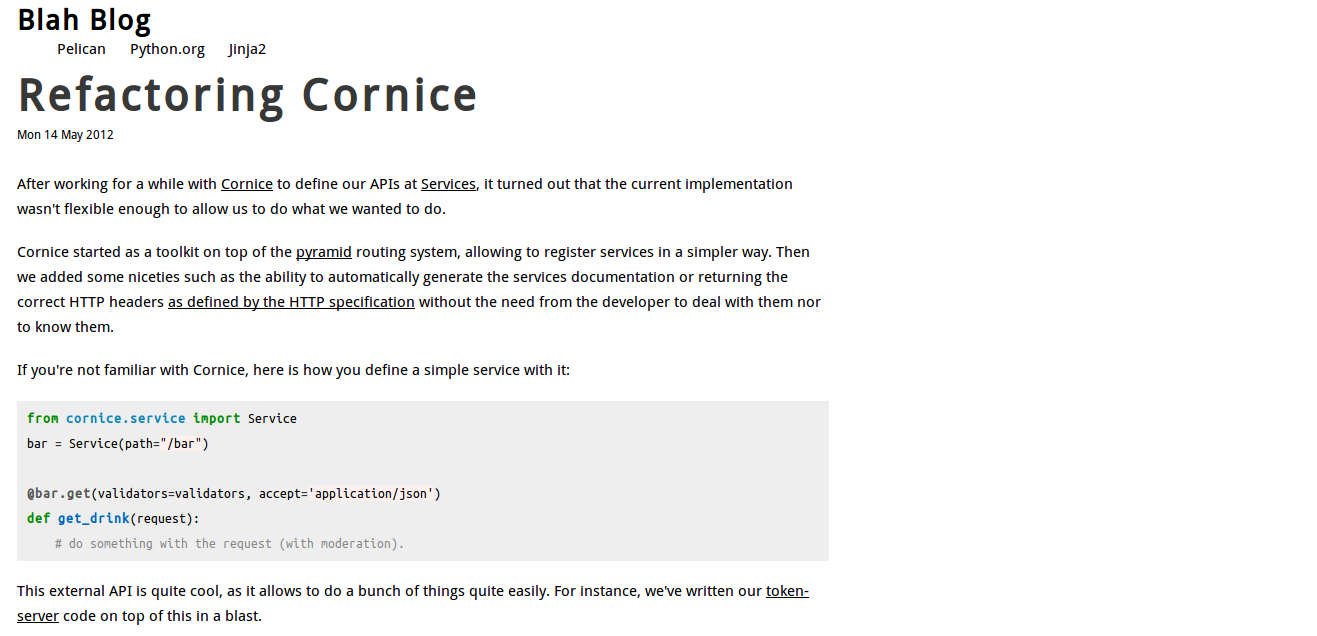 Blah Blog
Pelican Python.org Jinja2
Refactoring Cornice
Mon 14 May 2012
After working for a while with Cornice to define our APIs at Services, it turned out that the current implementation
wasn't flexible enough to allow us to do what we wanted to do.
Cornice started as a toolkit on top of the pyramid routing system, allowing to register services in a simpler way. Then
we added some niceties such as the ability to automatically generate the services documentation or returning the
correct HTTP headers as defined by the HTTP specification without the need from the developer to deal with them nor
to know them.
If you're not familiar with Cornice, here is how you define a simple service with it:
from cornice.service import Service
bar = Service(path="/bar")
@bar.get(validators=validators, accept='application/json')
def get_drink(request):
    # do something with the request (with moderation).
This external API is quite cool, as it allows to do a bunch of things quite easily. For instance, we've written our token-
server code on top of this in a blast.